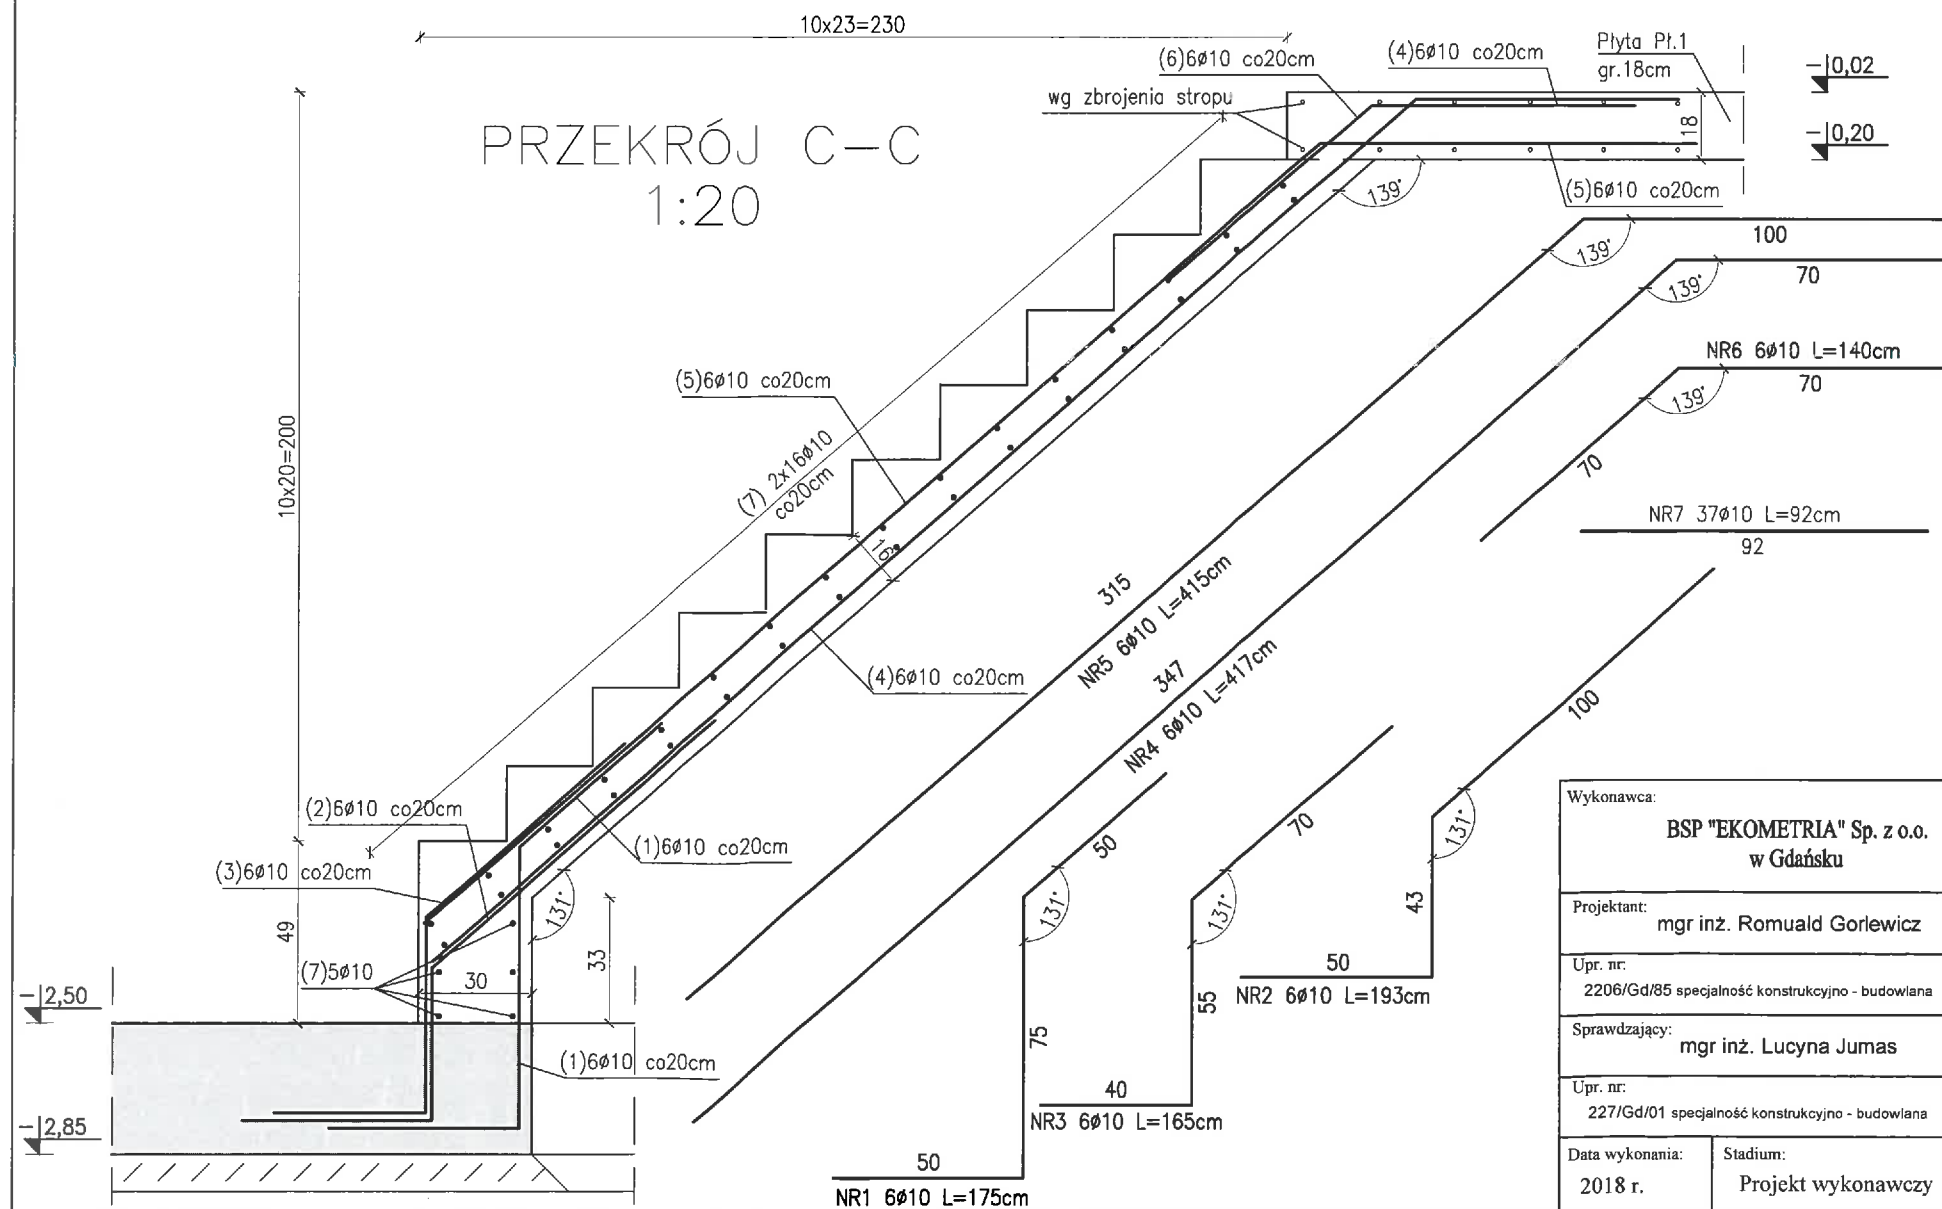 10x23=230
(6)6ø10 co20cm
(4)6ø10 co20cm
Płyta Pł.1
gr.18cm
-0,02
wg zbrojenia stropu
PRZEKRÓJ C-C
1:20
18
-0,20
139°
(5)6ø10 co20cm
139°
100
139°
70
NR6 6ø10 L=140cm
139°
70
70
(5)6ø10 co20cm
10x20=200
(7) 2x16ø10
co20cm
16
NR7 37ø10 L=92cm
92
315
NR5 6ø10 L=415cm
347
NR4 6ø10 L=417cm
(4)6ø10 co20cm
100
(2)6ø10 co20cm
(1)6ø10 co20cm
(3)6ø10 co20cm
131°
50
131°
70
131°
131°
43
49
33
(7)5ø10
30
-2,50
50
NR2 6ø10 L=193cm
55
75
(1)6ø10 co20cm
40
NR3 6ø10 L=165cm
-2,85
50
NR1 6ø10 L=175cm
Wykonawca:
BSP "EKOMETRIA" Sp. z o.o.
w Gdańsku
Projektant:
mgr inż. Romuald Gorlewicz
Upr. nr:
2206/Gd/85 specjalność konstrukcyjno - budowlana
Sprawdzający:
mgr inż. Lucyna Jumas
Upr. nr:
227/Gd/01 specjalność konstrukcyjno - budowlana
Data wykonania:
2018 r.
Stadium:
Projekt wykonawczy